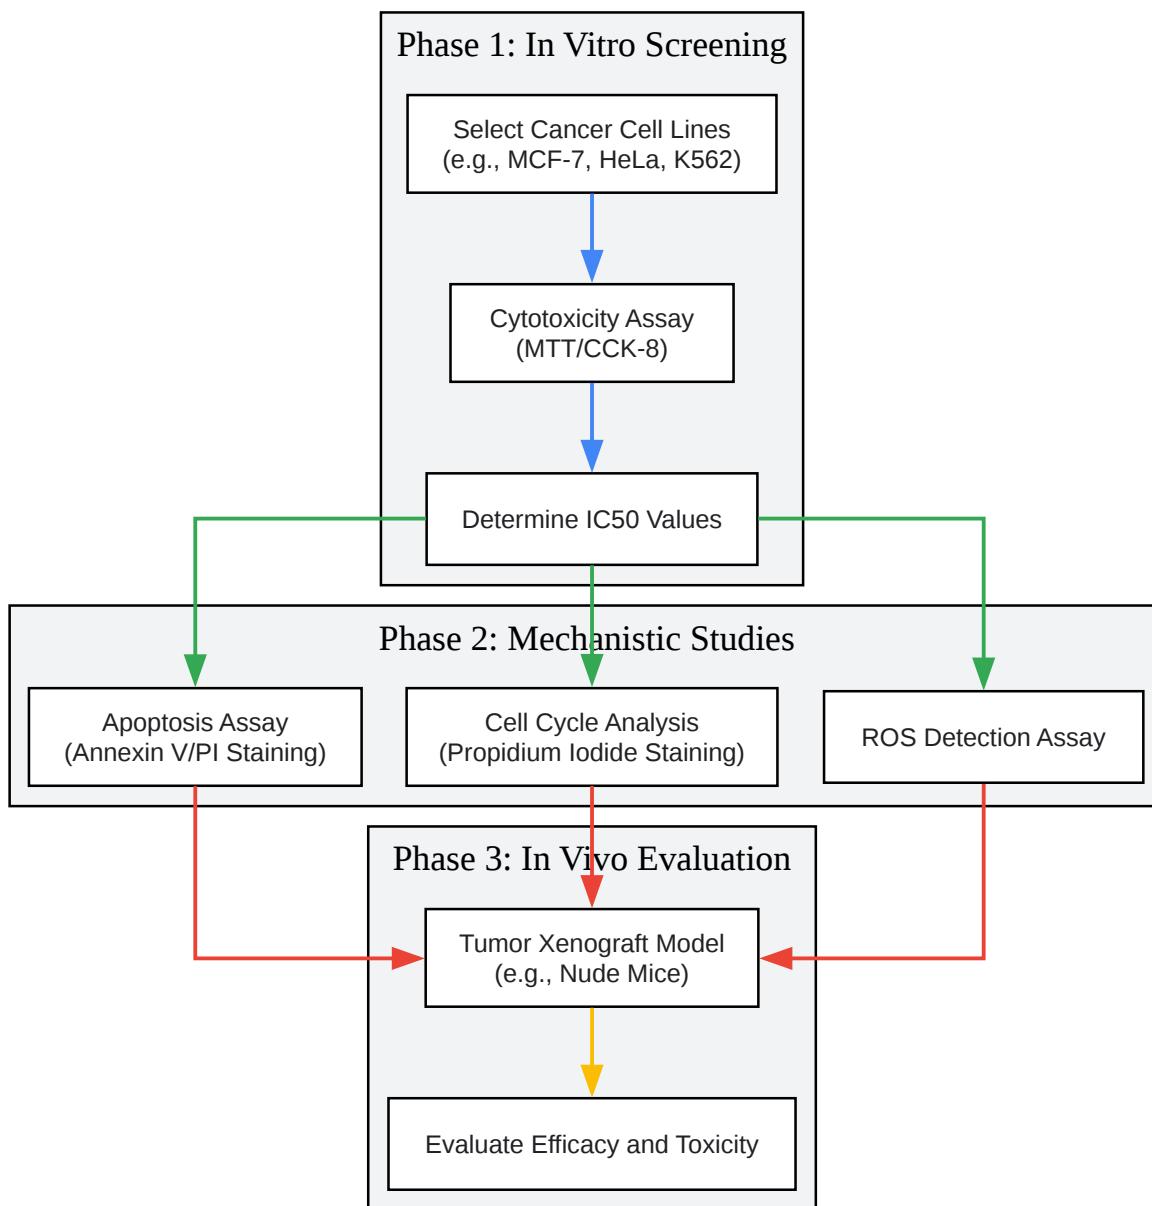 Phase 1: In Vitro Screening
Select Cancer Cell Lines
(e.g., MCF-7, HeLa, K562)
Cytotoxicity Assay
(MTT/CCK-8)
Determine IC50 Values
Phase 2: Mechanistic Studies
Apoptosis Assay
(Annexin V/PI Staining)
Cell Cycle Analysis
(Propidium Iodide Staining)
ROS Detection Assay
Phase 3: In Vivo Evaluation
Tumor Xenograft Model
(e.g., Nude Mice)
Evaluate Efficacy and Toxicity